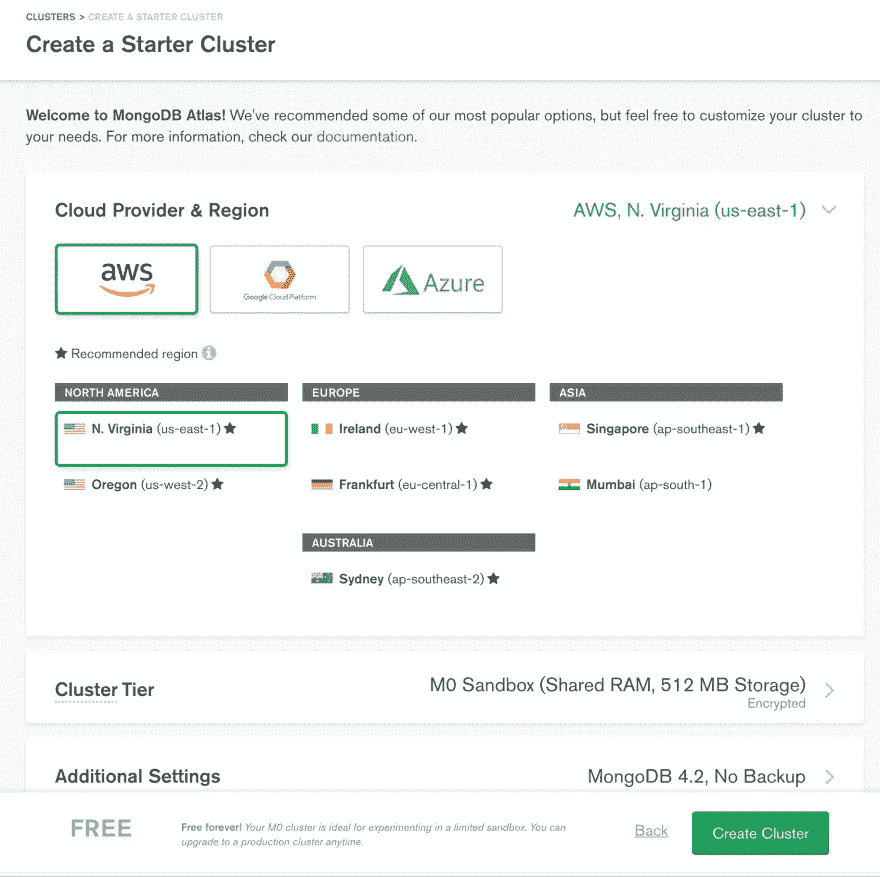 CLUSTERS > CREATE A STARTER CLUSTER
Create a Starter Cluster
Welcome to MongoDB Atlas! We've recommended some of our most popular options, but feel free to customize your cluster to
your needs. For more information, check our documentation.
Cloud Provider & Region
AWS, N. Virginia (us-east-1)
aws
Google Cloud Platform
Azure
★ Recommended region
NORTH AMERICA
EUROPE
ASIA
N. Virginia (us-east-1) ★
Ireland (eu-west-1) ★
Singapore (ap-southeast-1) ★
Oregon (us-west-2) ★
Frankfurt (eu-central-1) ★
Mumbai (ap-south-1)
AUSTRALIA
Sydney (ap-southeast-2) ★
Cluster Tier
M0 Sandbox (Shared RAM, 512 MB Storage)
Encrypted
Additional Settings
MongoDB 4.2, No Backup
FREE
Free forever! Your M0 cluster is ideal for experimenting in a limited sandbox. You can
upgrade to a production cluster anytime.
Back
Create Cluster